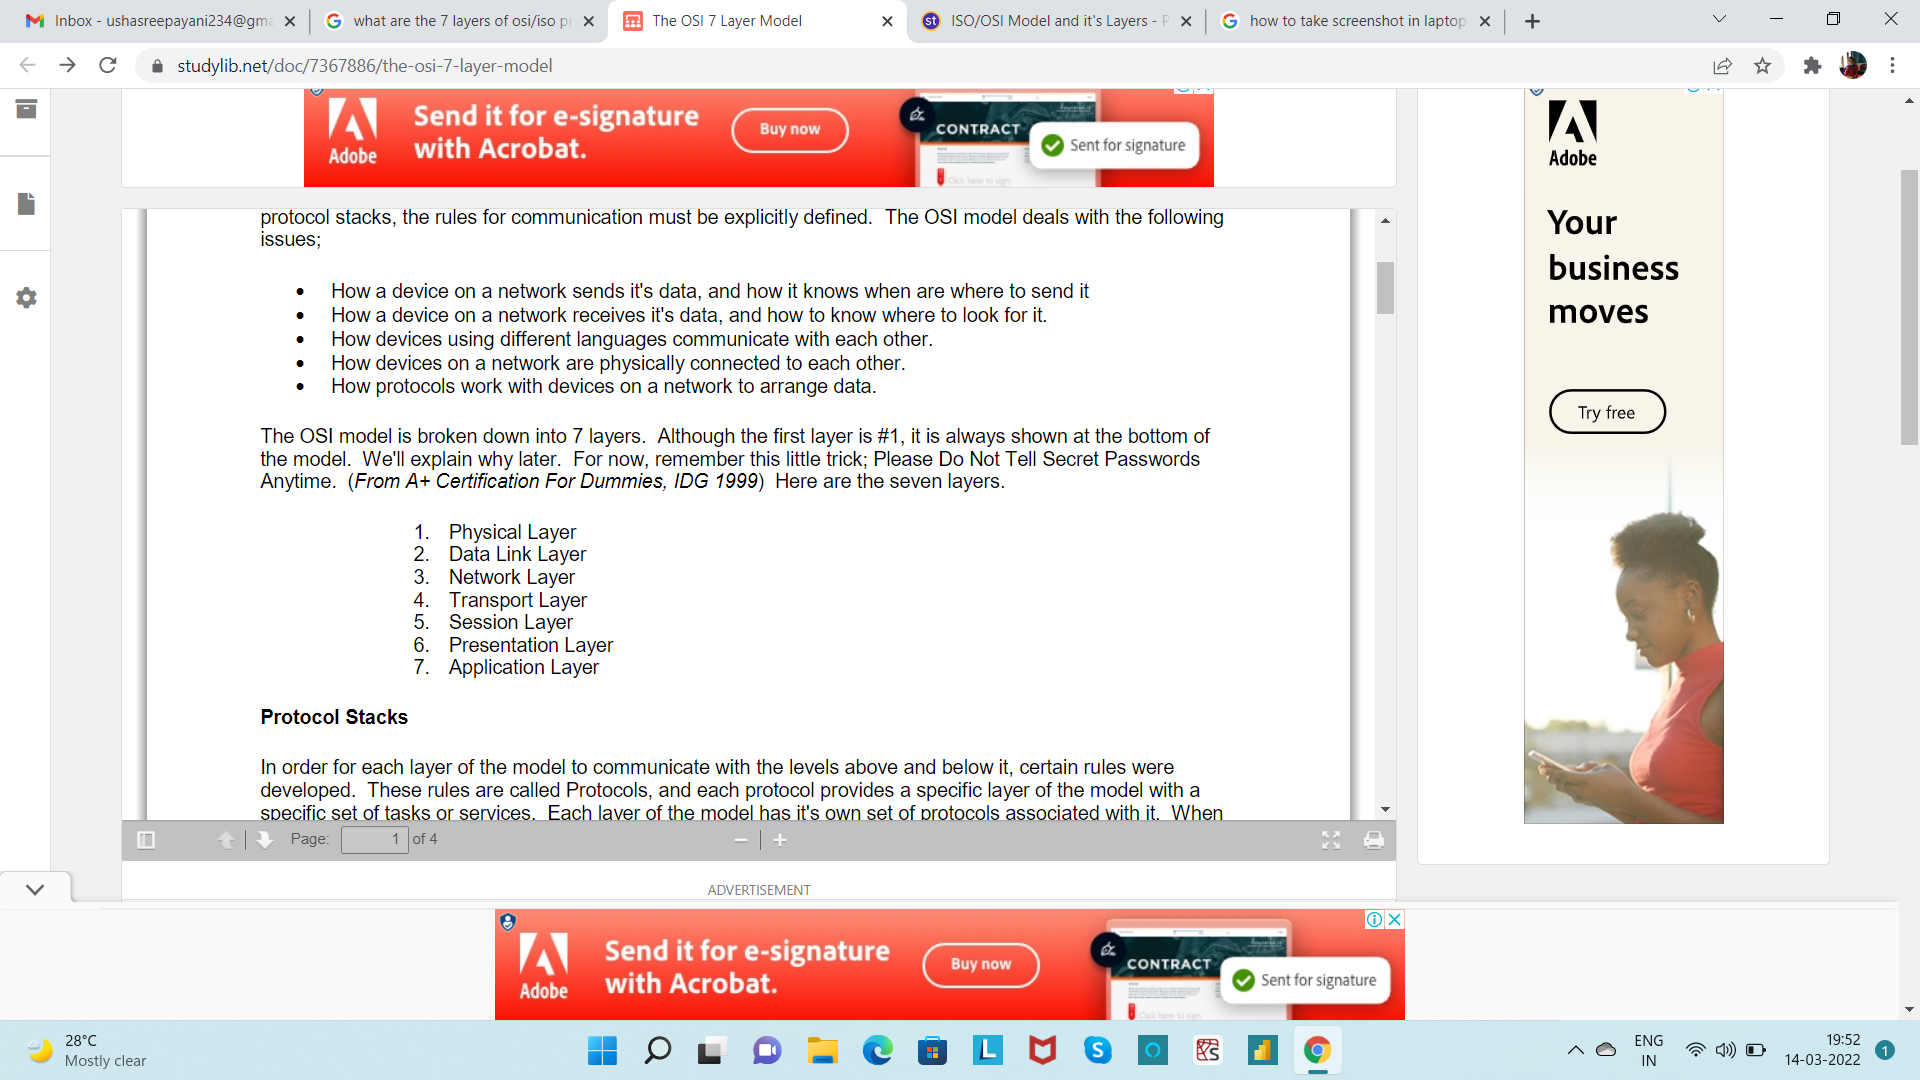 Inbox - ushasreepayani234@gma
what are the 7 layers of osi/iso p
The OSI 7 Layer Model
ISO/OSI Model and it's Layers - P
how to take screenshot in laptop
studylib.net/doc/7367886/the-osi-7-layer-model
Adobe
Send it for e-signature
with Acrobat.
Buy now
CONTRACT
Sent for signature
Click here to sign
protocol stacks, the rules for communication must be explicitly defined. The OSI model deals with the following
issues;
• How a device on a network sends it's data, and how it knows when are where to send it
• How a device on a network receives it's data, and how to know where to look for it.
• How devices using different languages communicate with each other.
• How devices on a network are physically connected to each other.
• How protocols work with devices on a network to arrange data.
The OSI model is broken down into 7 layers. Although the first layer is #1, it is always shown at the bottom of
the model. We'll explain why later. For now, remember this little trick; Please Do Not Tell Secret Passwords
Anytime. (From A+ Certification For Dummies, IDG 1999) Here are the seven layers.
1. Physical Layer
2. Data Link Layer
3. Network Layer
4. Transport Layer
5. Session Layer
6. Presentation Layer
7. Application Layer
Protocol Stacks
In order for each layer of the model to communicate with the levels above and below it, certain rules were
developed. These rules are called Protocols, and each protocol provides a specific layer of the model with a
specific set of tasks or services. Each layer of the model has it's own set of protocols associated with it. When
Page: 1 of 4
ADVERTISEMENT
Adobe
Your
business
moves
Try free
Adobe
Send it for e-signature
with Acrobat.
Buy now
CONTRACT
Sent for signature
Click here to sign
28°C
Mostly clear
ENG
IN
19:52
14-03-2022
1